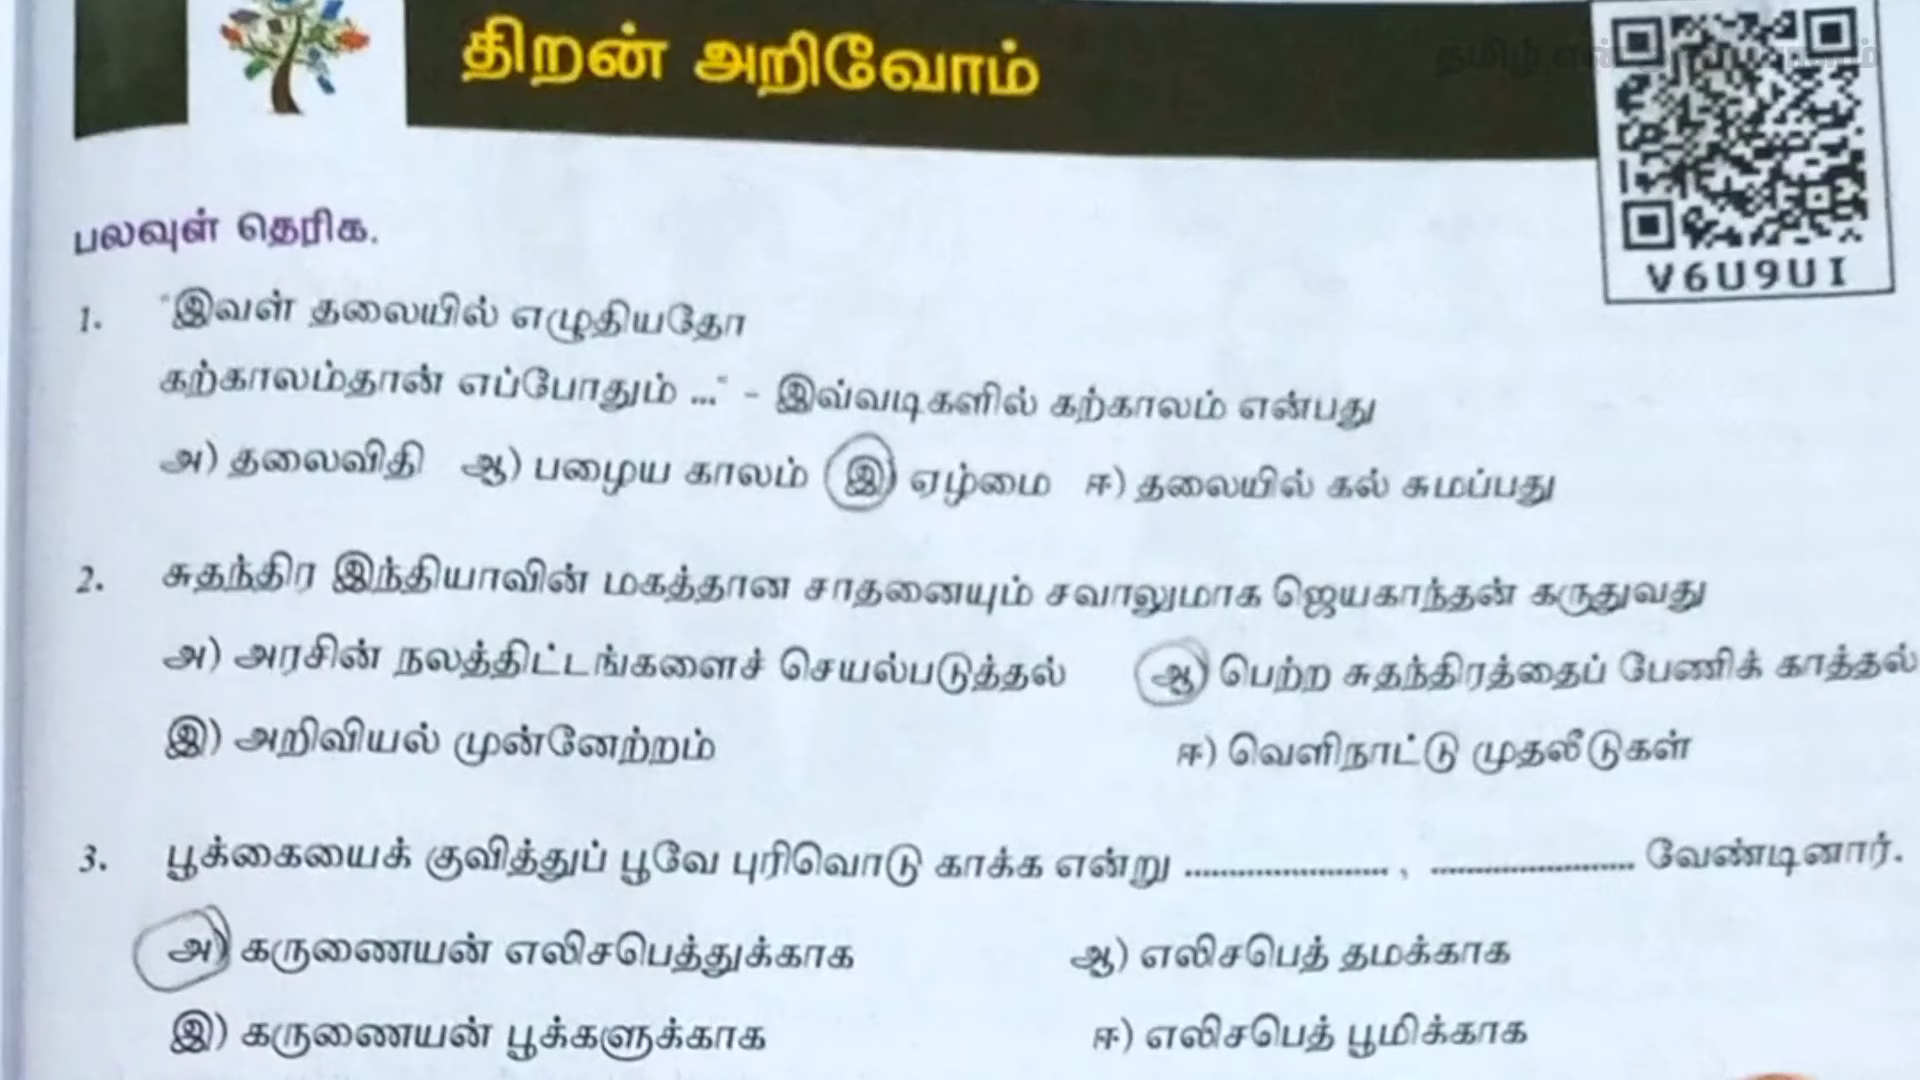 திறன் அறிவோம்
V6U9UI
பலவுள் தெரிக.
1. "இவள் தலையில் எழுதியதோ
கற்காலம்தான் எப்போதும் ..." - இவ்வடிகளில் கற்காலம் என்பது
அ) தலைவிதி ஆ) பழைய காலம் இ) ஏழ்மை ஈ) தலையில் கல் சுமப்பது
2. சுதந்திர இந்தியாவின் மகத்தான சாதனையும் சவாலுமாக ஜெயகாந்தன் கருதுவது
அ) அரசின் நலத்திட்டங்களைச் செயல்படுத்தல் ஆ) பெற்ற சுதந்திரத்தைப் பேணிக் காத்தல்
இ) அறிவியல் முன்னேற்றம் ஈ) வெளிநாட்டு முதலீடுகள்
3. பூக்கையைக் குவித்துப் பூவே புரிவொடு காக்க என்று ...................... , ...................... வேண்டினார்.
அ) கருணையன் எலிசபெத்துக்காக ஆ) எலிசபெத் தமக்காக
இ) கருணையன் பூக்களுக்காக ஈ) எலிசபெத் பூமிக்காக